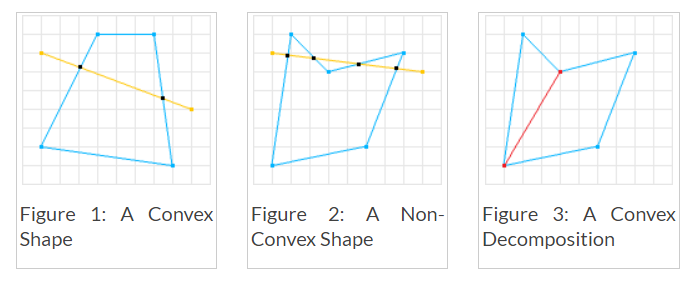 Figure 1: A Convex
Shape
Figure 2: A Non-
Convex Shape
Figure 3: A Convex
Decomposition